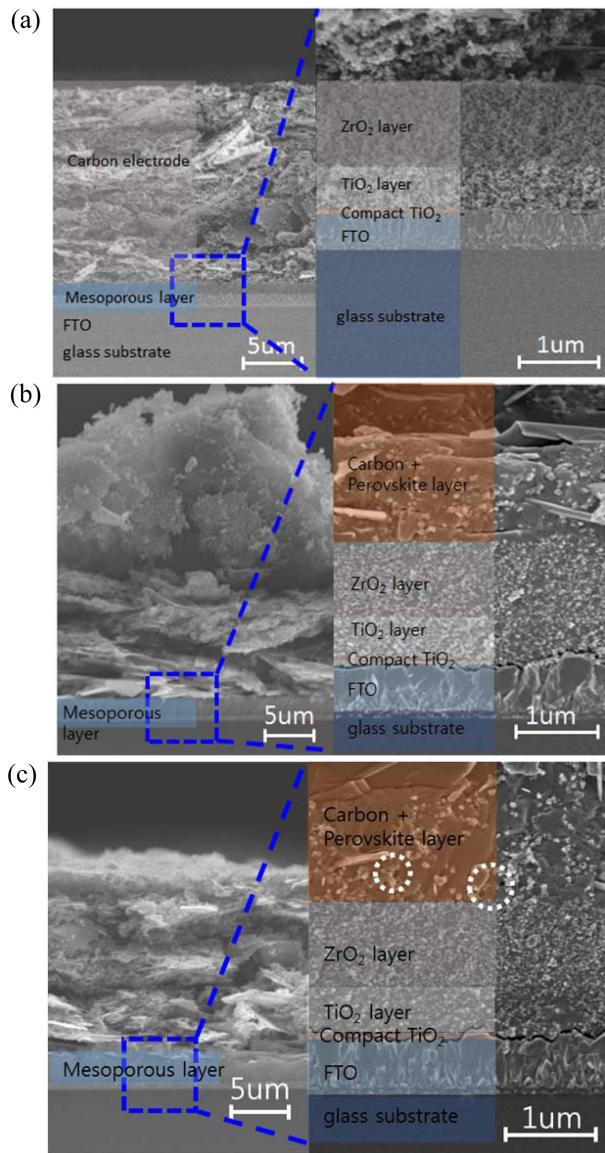 (a)
Carbon electrode
Mesoporous layer
FTO
glass substrate
5um
ZrO₂ layer
TiO₂ layer
Compact TiO₂
FTO
glass substrate
1um
(b)
Mesoporous
layer
5um
Carbon +
Perovskite layer
ZrO₂ layer
TiO₂ layer
Compact TiO₂
FTO
glass substrate
1um
(c)
Mesoporous layer
5um
Carbon +
Perovskite layer
ZrO₂ layer
TiO₂ layer
Compact TiO₂
FTO
glass substrate
1um